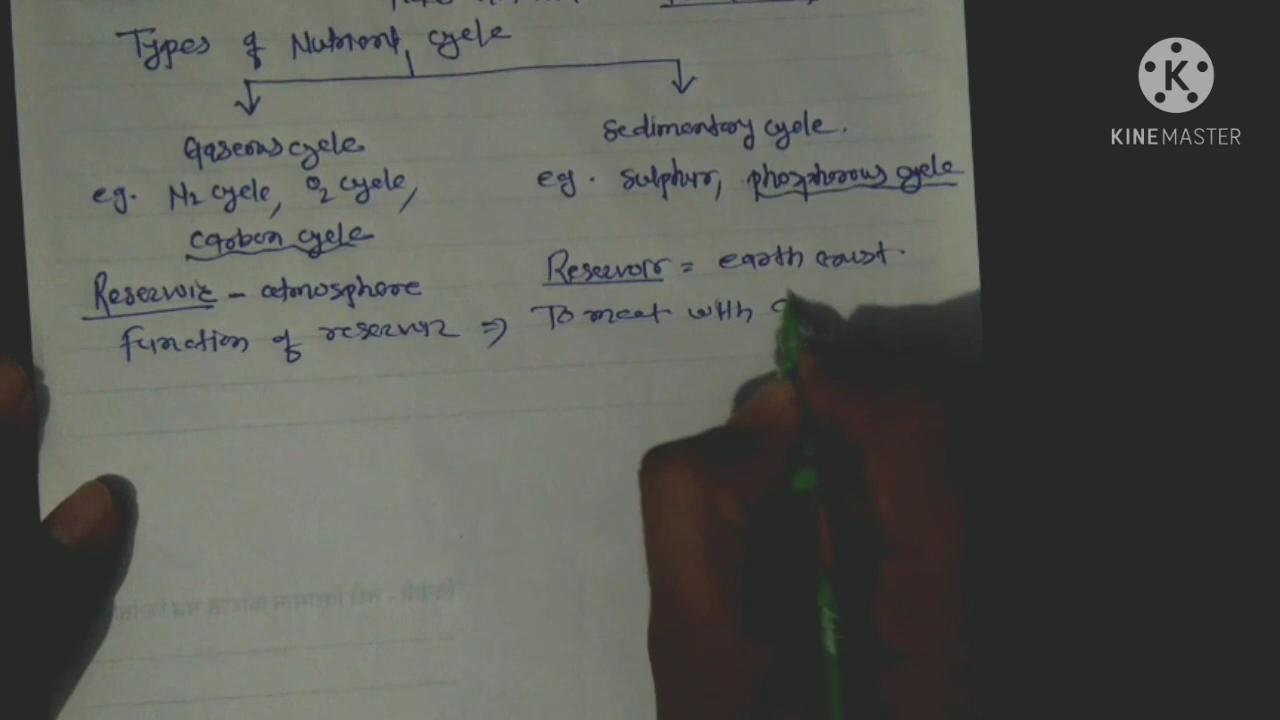 Types of Nutrient cycle
Gaseous cycle
eg. N2 cycle, O2 cycle,
Carbon cycle
Reservoir - atmosphere
Sedimentary cycle.
eg. Sulphur, phosphorous cycle
Reservoir = earth crust.
function of reservoir ⇒ To meet with
K
KINEMASTER